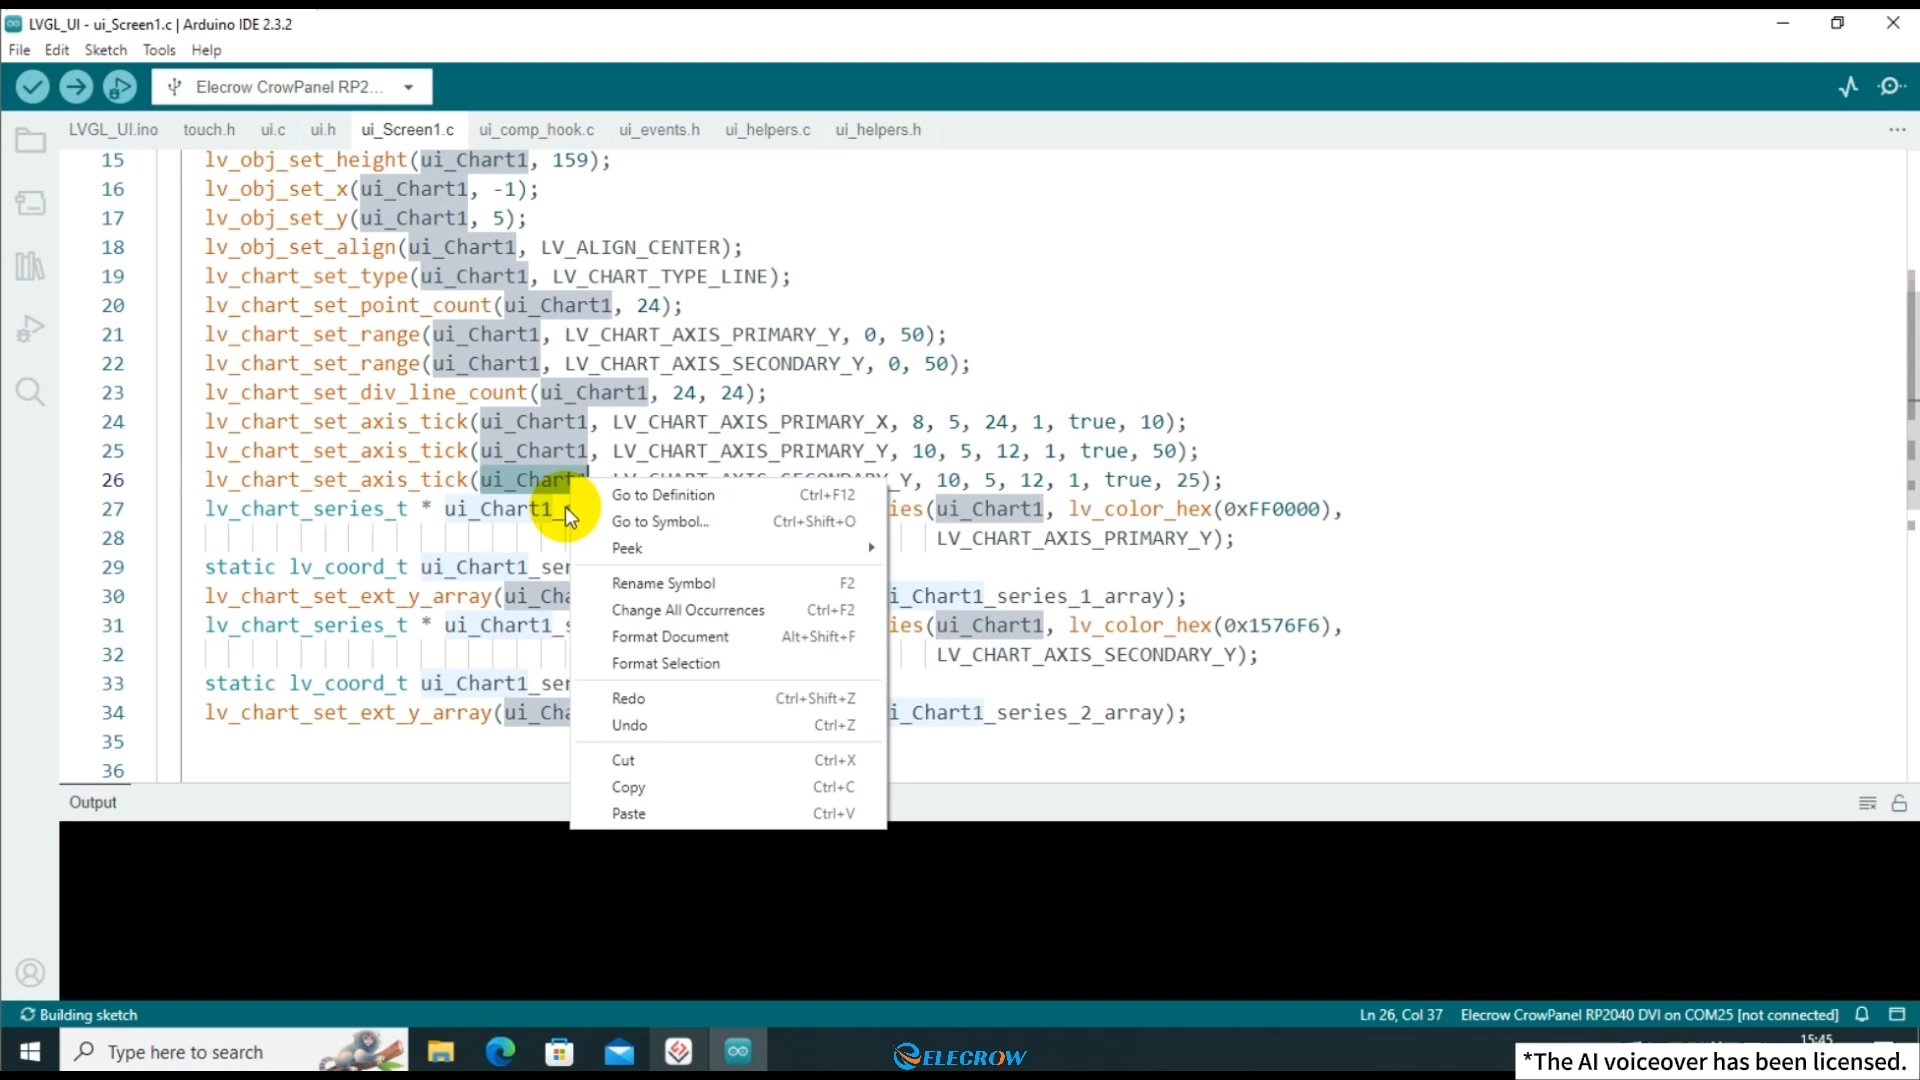 LVGL_UI - ui_Screen1.c | Arduino IDE 2.3.2
File Edit Sketch Tools Help
Elecrow CrowPanel RP2...
LVGL_UI.ino touch.h ui.c ui.h ui_Screen1.c ui_comp_hook.c ui_events.h ui_helpers.c ui_helpers.h ...
15 lv_obj_set_height(ui_Chart1, 159);
16 lv_obj_set_x(ui_Chart1, -1);
17 lv_obj_set_y(ui_Chart1, 5);
18 lv_obj_set_align(ui_Chart1, LV_ALIGN_CENTER);
19 lv_chart_set_type(ui_Chart1, LV_CHART_TYPE_LINE);
20 lv_chart_set_point_count(ui_Chart1, 24);
21 lv_chart_set_range(ui_Chart1, LV_CHART_AXIS_PRIMARY_Y, 0, 50);
22 lv_chart_set_range(ui_Chart1, LV_CHART_AXIS_SECONDARY_Y, 0, 50);
23 lv_chart_set_div_line_count(ui_Chart1, 24, 24);
24 lv_chart_set_axis_tick(ui_Chart1, LV_CHART_AXIS_PRIMARY_X, 8, 5, 24, 1, true, 10);
25 lv_chart_set_axis_tick(ui_Chart1, LV_CHART_AXIS_PRIMARY_Y, 10, 5, 12, 1, true, 50);
26 lv_chart_set_axis_tick(ui_Chart1, LV_CHART_AXIS_SECONDARY_Y, 10, 5, 12, 1, true, 25);
27 lv_chart_series_t * ui_Chart1_ ies(ui_Chart1, lv_color_hex(0xFF0000),
28 LV_CHART_AXIS_PRIMARY_Y);
29 static lv_coord_t ui_Chart1_ser
30 lv_chart_set_ext_y_array(ui_Cha i_Chart1_series_1_array);
31 lv_chart_series_t * ui_Chart1_s ies(ui_Chart1, lv_color_hex(0x1576F6),
32 LV_CHART_AXIS_SECONDARY_Y);
33 static lv_coord_t ui_Chart1_ser
34 lv_chart_set_ext_y_array(ui_Cha i_Chart1_series_2_array);
35
36
Go to Definition Ctrl+F12
Go to Symbol... Ctrl+Shift+O
Peek
Rename Symbol F2
Change All Occurrences Ctrl+F2
Format Document Alt+Shift+F
Format Selection
Redo Ctrl+Shift+Z
Undo Ctrl+Z
Cut Ctrl+X
Copy Ctrl+C
Paste Ctrl+V
Output
Building sketch
Ln 26, Col 37 Elecrow CrowPanel RP2040 DVI on COM25 [not connected]
Type here to search
ELECROW
15:45
*The AI voiceover has been licensed.